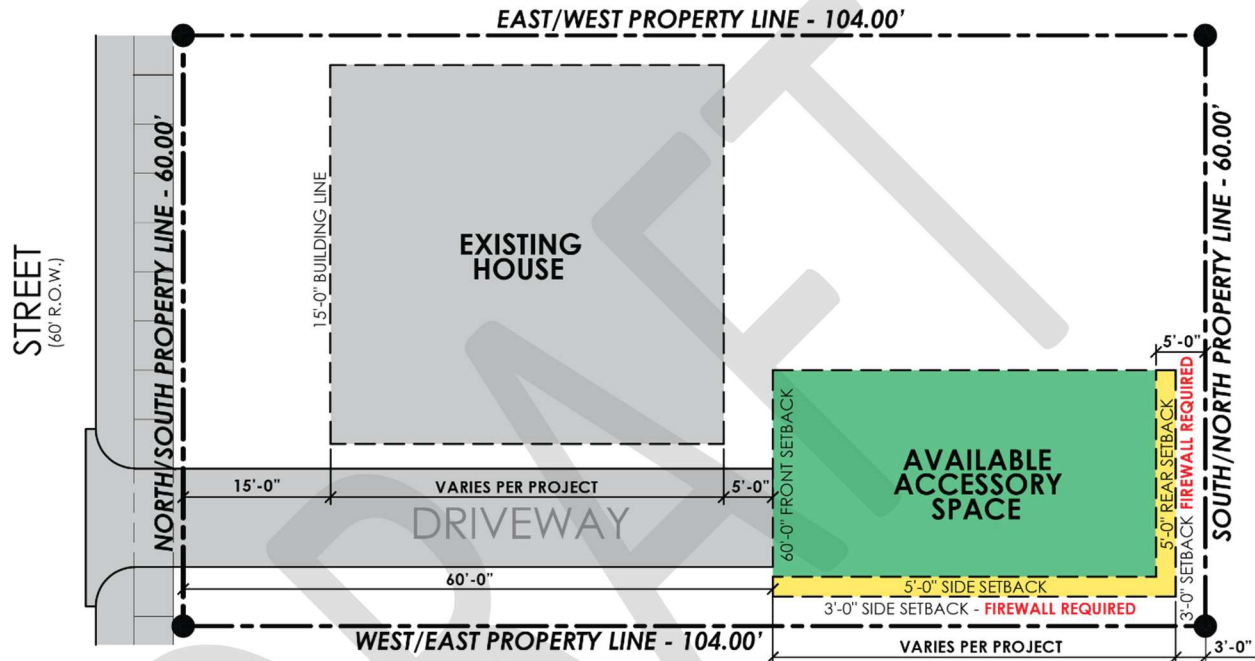 EAST/WEST PROPERTY LINE - 104.00'
STREET
(60' R.O.W.)
NORTH/SOUTH PROPERTY LINE - 60.00'
15'-0" BUILDING LINE
EXISTING
HOUSE
SOUTH/NORTH PROPERTY LINE - 60.00'
5'-0"
15'-0"
VARIES PER PROJECT
5'-0"
DRIVEWAY
60'-0"
60'-0" FRONT SETBACK
AVAILABLE
ACCESSORY
SPACE
5'-0" REAR SETBACK
3'-0" SETBACK FIREWALL REQUIRED
5'-0" SIDE SETBACK
3'-0" SIDE SETBACK - FIREWALL REQUIRED
WEST/EAST PROPERTY LINE - 104.00'
VARIES PER PROJECT
3'-0"
DRAFT